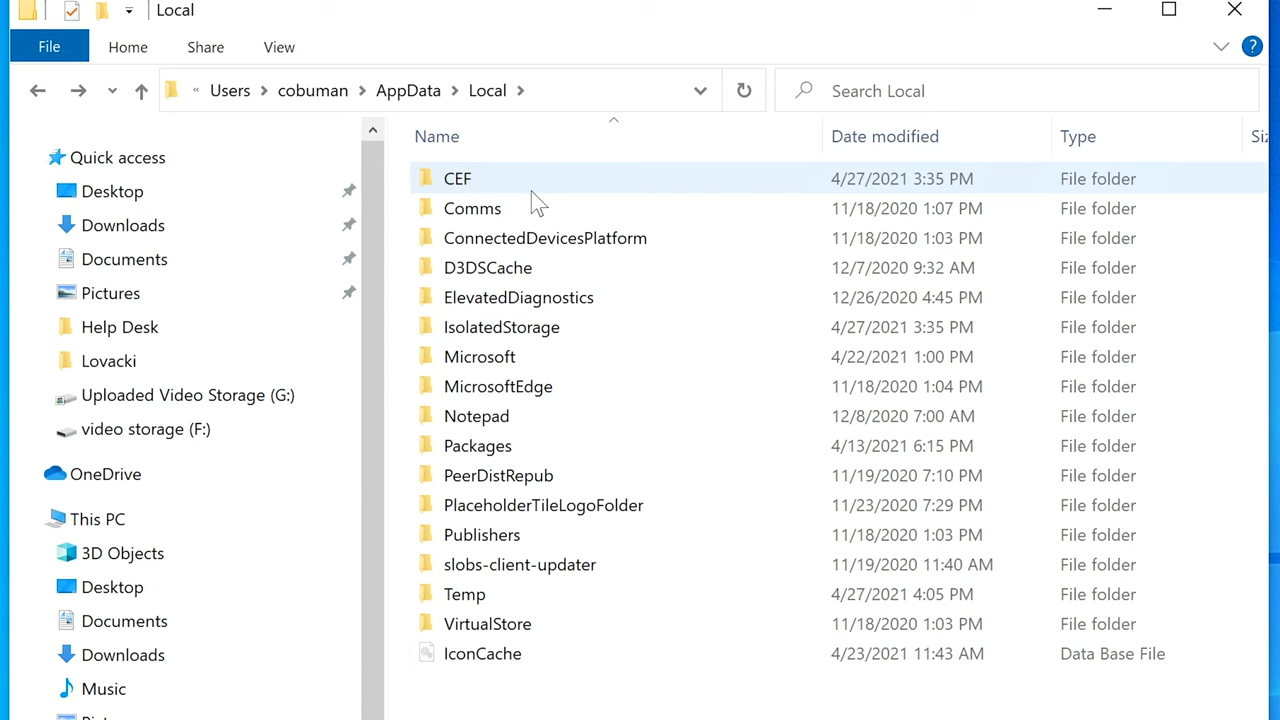 Local
File Home Share View ?
« Users > cobuman > AppData > Local > Search Local
Name Date modified Type
Quick access
Desktop
Downloads
Documents
Pictures
Help Desk
Lovacki
Uploaded Video Storage (G:)
video storage (F:)
OneDrive
This PC
3D Objects
Desktop
Documents
Downloads
Music
CEF 4/27/2021 3:35 PM File folder
Comms 11/18/2020 1:07 PM File folder
ConnectedDevicesPlatform 11/18/2020 1:03 PM File folder
D3DSCache 12/7/2020 9:32 AM File folder
ElevatedDiagnostics 12/26/2020 4:45 PM File folder
IsolatedStorage 4/27/2021 3:35 PM File folder
Microsoft 4/22/2021 1:00 PM File folder
MicrosoftEdge 11/18/2020 1:04 PM File folder
Notepad 12/8/2020 7:00 AM File folder
Packages 4/13/2021 6:15 PM File folder
PeerDistRepub 11/19/2020 7:10 PM File folder
PlaceholderTileLogoFolder 11/23/2020 7:29 PM File folder
Publishers 11/18/2020 1:03 PM File folder
slobs-client-updater 11/19/2020 11:40 AM File folder
Temp 4/27/2021 4:05 PM File folder
VirtualStore 11/18/2020 1:03 PM File folder
IconCache 4/23/2021 11:43 AM Data Base File